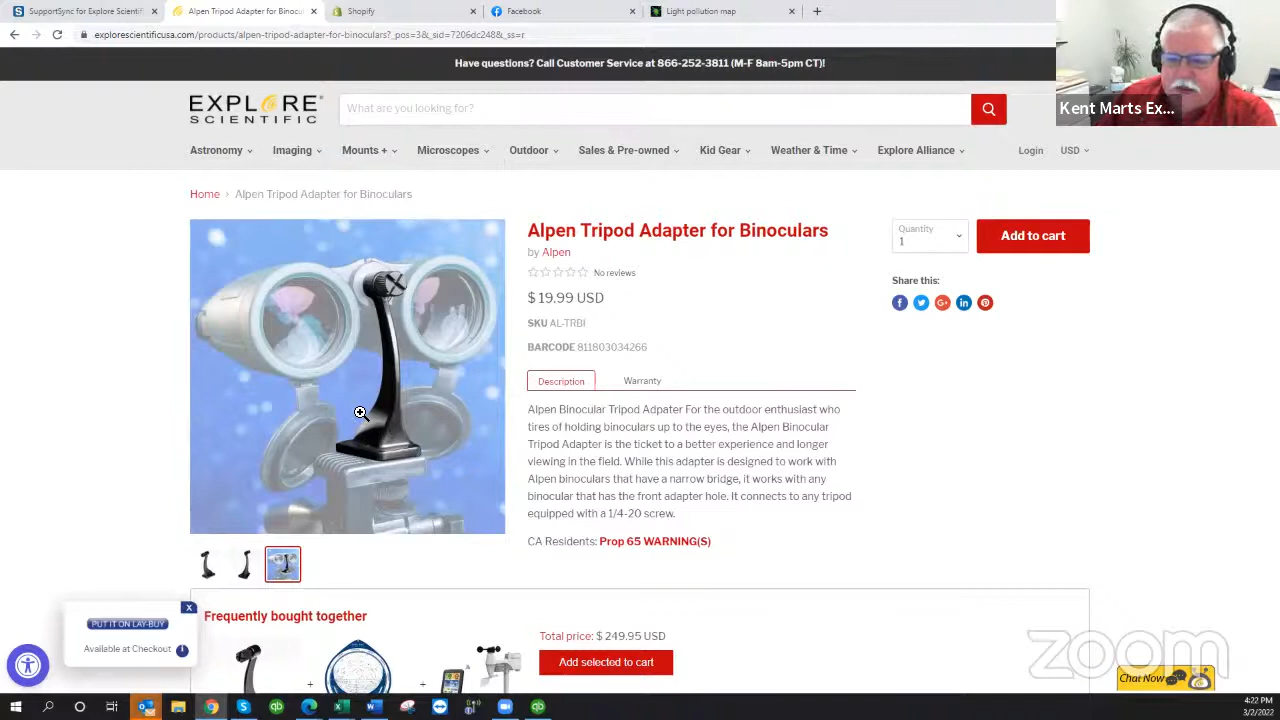 SupportSync for Explore Scientifi
Alpen Tripod Adapter for Binocul
Shopify
Facebook
Light pollution map
explorescientificusa.com/products/alpen-tripod-adapter-for-binoculars?_pos=3&_sid=7206dc248&_ss=r
Have questions? Call Customer Service at 866-252-3811 (M-F 8am-5pm CT)!
Kent Marts Ex...
EXPLORE
SCIENTIFIC
What are you looking for?
Astronomy Imaging Mounts + Microscopes Outdoor Sales & Pre-owned Kid Gear Weather & Time Explore Alliance Login USD
Home > Alpen Tripod Adapter for Binoculars
Alpen Tripod Adapter for Binoculars
by Alpen
No reviews
$ 19.99 USD
SKU AL-TRBI
BARCODE 811803034266
Quantity
1
Add to cart
Share this:
Description Warranty
Alpen Binocular Tripod Adpater For the outdoor enthusiast who
tires of holding binoculars up to the eyes, the Alpen Binocular
Tripod Adapter is the ticket to a better experience and longer
viewing in the field. While this adapter is designed to work with
Alpen binoculars that have a narrow bridge, it works with any
binocular that has the front adapter hole. It connects to any tripod
equipped with a 1/4-20 screw.
CA Residents: Prop 65 WARNING(S)
Frequently bought together
Total price: $ 249.95 USD
Add selected to cart
X
PUT IT ON LAY-BUY
Available at Checkout
zoom
Chat Now
4:22 PM
3/2/2022